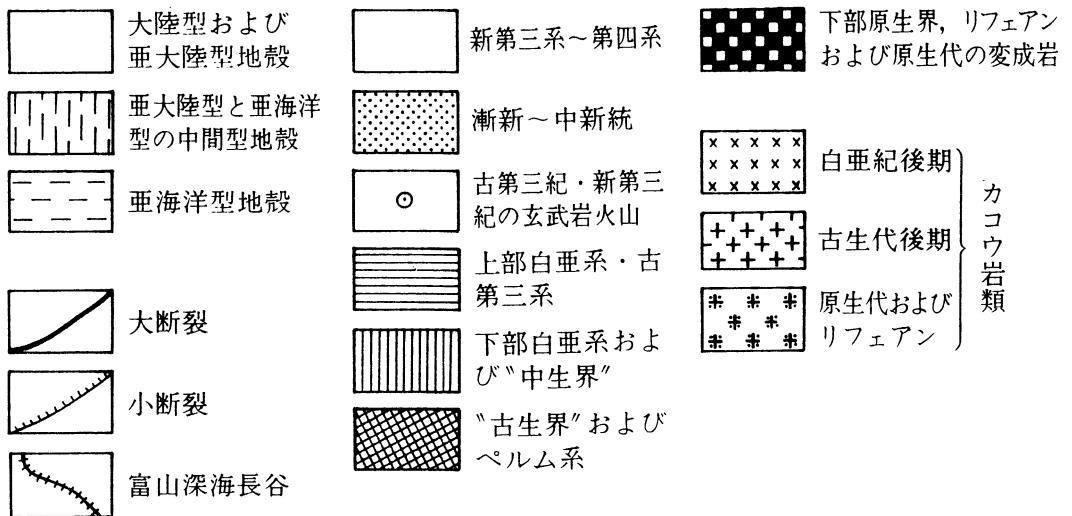 大陸型および
亜大陸型地殻
亜大陸型と亜海洋
型の中間型地殻
亜海洋型地殻
大断裂
小断裂
富山深海長谷
新第三系～第四系
漸新～中新統
古第三紀・新第三
紀の玄武岩火山
上部白亜系・古
第三系
下部白亜系およ
び〝中生界〞
〝古生界〞および
ペルム系
下部原生界，リフェアン
および原生代の変成岩
白亜紀後期
古生代後期
原生代および
リフェアン
カコウ岩類